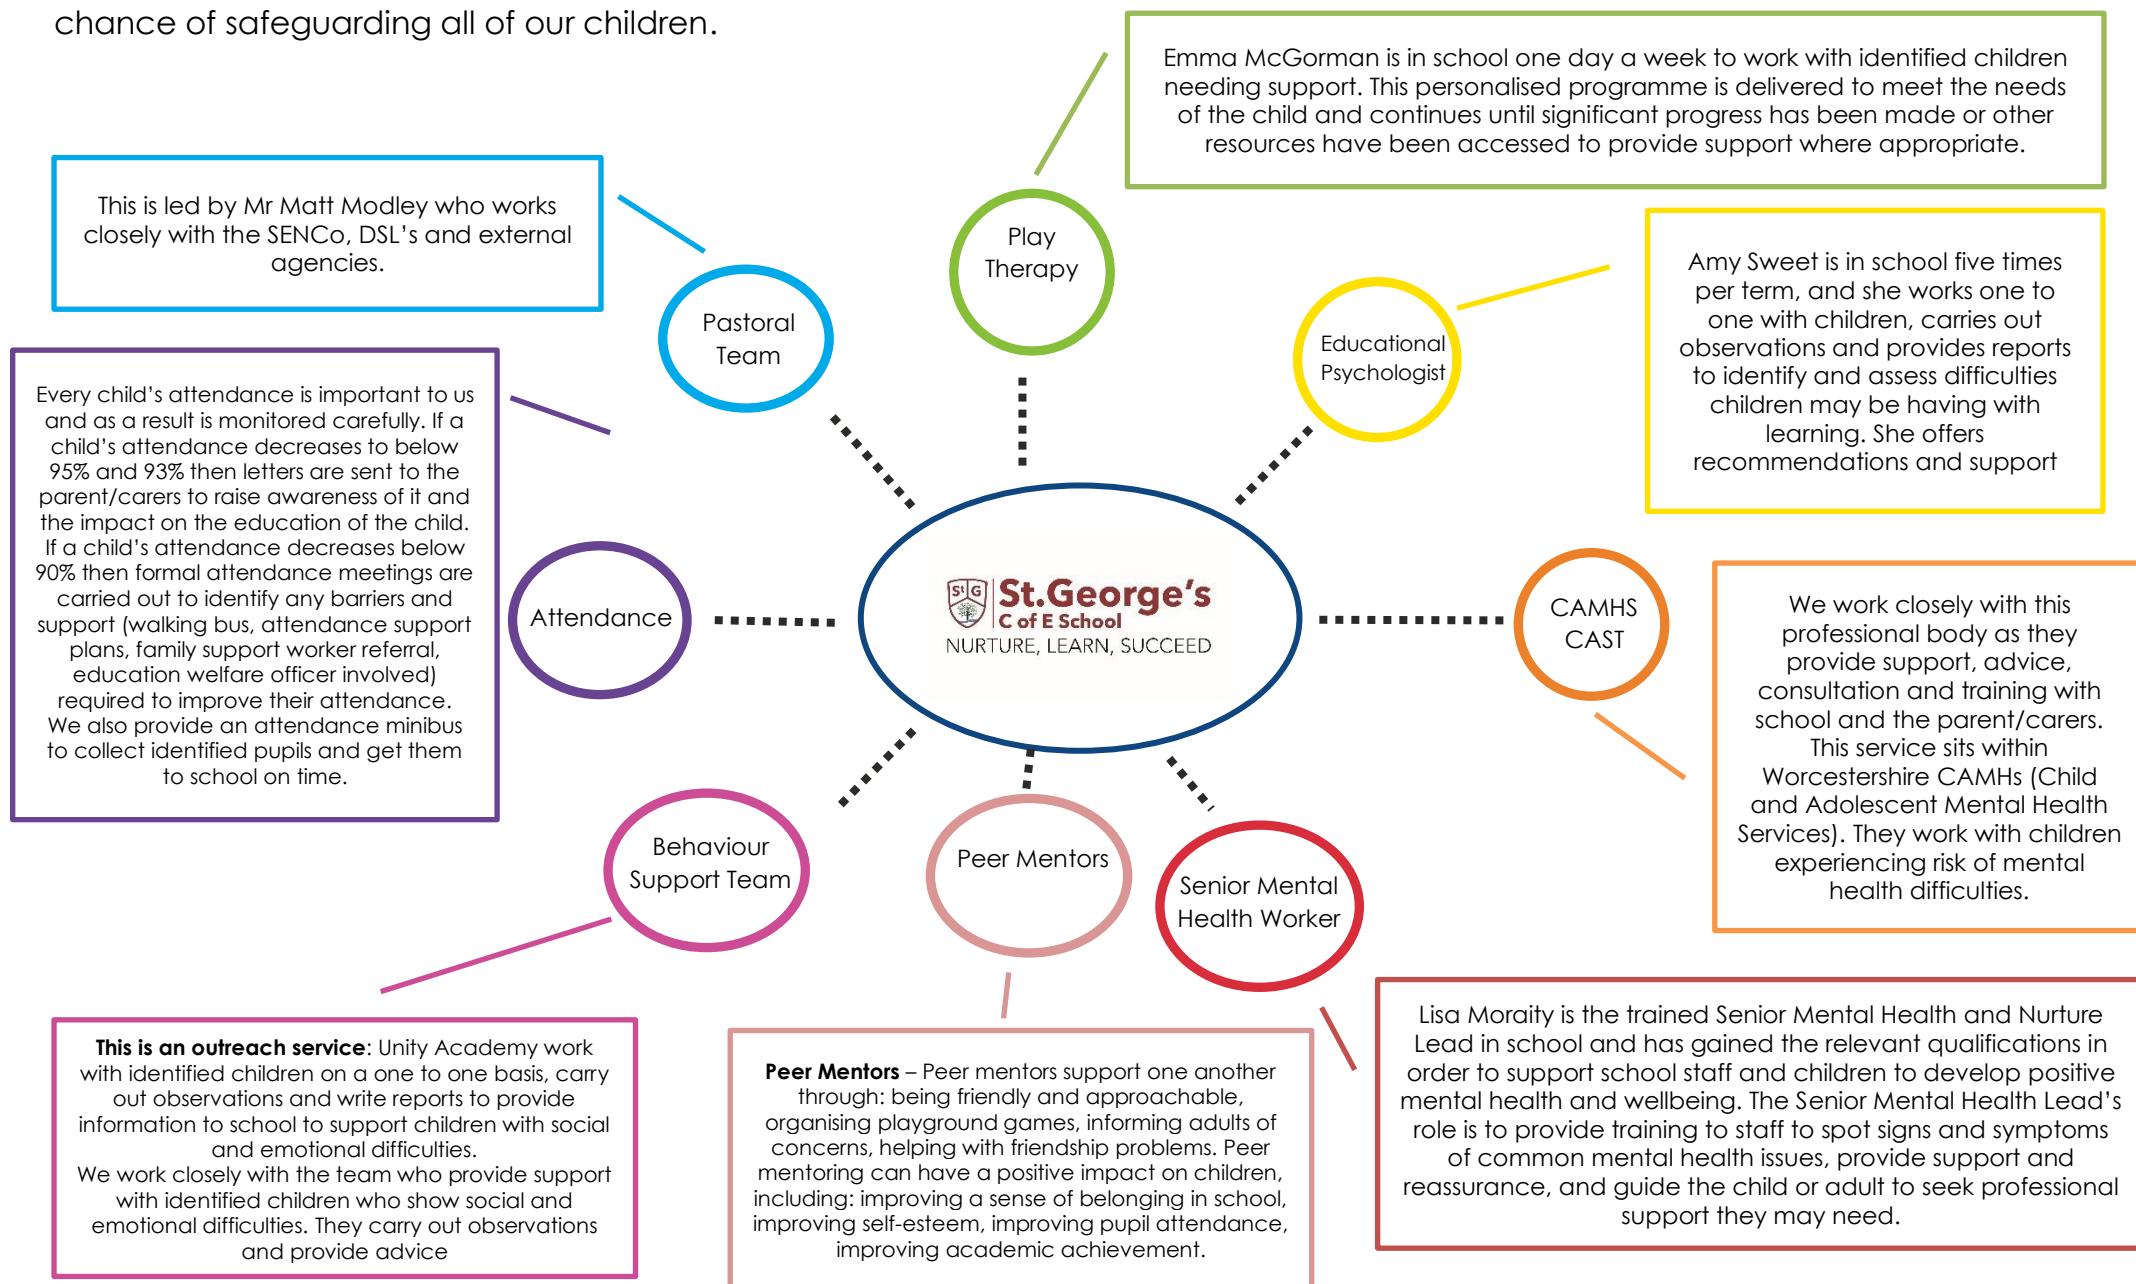 chance of safeguarding all of our children.
Emma McGorman is in school one day a week to work with identified children
needing support. This personalised programme is delivered to meet the needs
of the child and continues until significant progress has been made or other
resources have been accessed to provide support where appropriate.
This is led by Mr Matt Modley who works
closely with the SENCo, DSL’s and external
agencies.
Play
Therapy
Amy Sweet is in school five times
per term, and she works one to
one with children, carries out
observations and provides reports
to identify and assess difficulties
children may be having with
learning. She offers
recommendations and support
Pastoral
Team
Educational
Psychologist
Every child’s attendance is important to us
and as a result is monitored carefully. If a
child’s attendance decreases to below
95% and 93% then letters are sent to the
parent/carers to raise awareness of it and
the impact on the education of the child.
If a child’s attendance decreases below
90% then formal attendance meetings are
carried out to identify any barriers and
support (walking bus, attendance support
plans, family support worker referral,
education welfare officer involved)
required to improve their attendance.
We also provide an attendance minibus
to collect identified pupils and get them
to school on time.
Attendance
St G
St.George’s
C of E School
NURTURE, LEARN, SUCCEED
CAMHS
CAST
We work closely with this
professional body as they
provide support, advice,
consultation and training with
school and the parent/carers.
This service sits within
Worcestershire CAMHs (Child
and Adolescent Mental Health
Services). They work with children
experiencing risk of mental
health difficulties.
Behaviour
Support Team
Peer Mentors
Senior Mental
Health Worker
This is an outreach service: Unity Academy work
with identified children on a one to one basis, carry
out observations and write reports to provide
information to school to support children with social
and emotional difficulties.
We work closely with the team who provide support
with identified children who show social and
emotional difficulties. They carry out observations
and provide advice
Peer Mentors – Peer mentors support one another
through: being friendly and approachable,
organising playground games, informing adults of
concerns, helping with friendship problems. Peer
mentoring can have a positive impact on children,
including: improving a sense of belonging in school,
improving self-esteem, improving pupil attendance,
improving academic achievement.
Lisa Moraity is the trained Senior Mental Health and Nurture
Lead in school and has gained the relevant qualifications in
order to support school staff and children to develop positive
mental health and wellbeing. The Senior Mental Health Lead’s
role is to provide training to staff to spot signs and symptoms
of common mental health issues, provide support and
reassurance, and guide the child or adult to seek professional
support they may need.